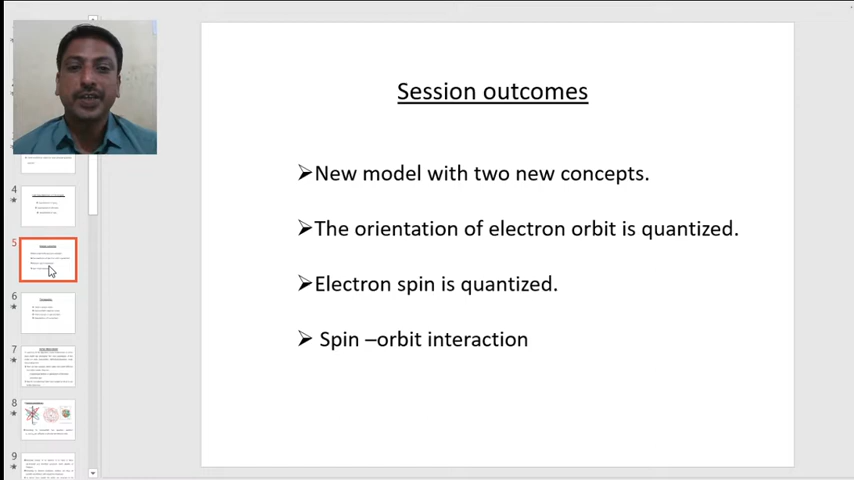 Session outcomes
➢New model with two new concepts.
➢The orientation of electron orbit is quantized.
➢Electron spin is quantized.
➢ Spin –orbit interaction
4
5
6
7
8
9